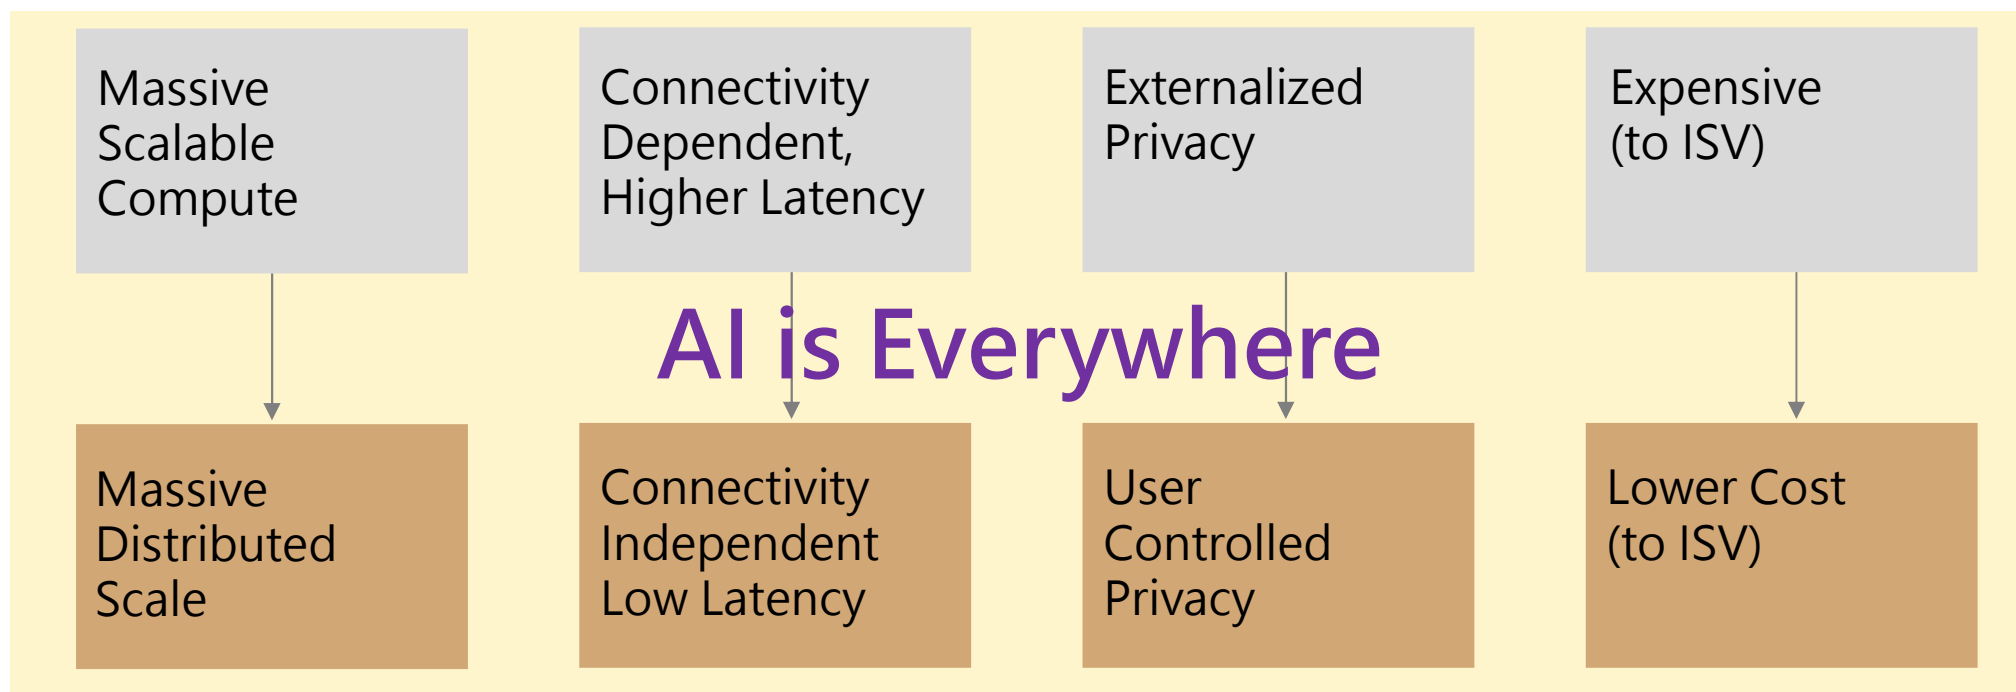 Massive
Scalable
Compute
Connectivity
Dependent,
Higher Latency
Externalized
Privacy
Expensive
(to ISV)
AI is Everywhere
Massive
Distributed
Scale
Connectivity
Independent
Low Latency
User
Controlled
Privacy
Lower Cost
(to ISV)